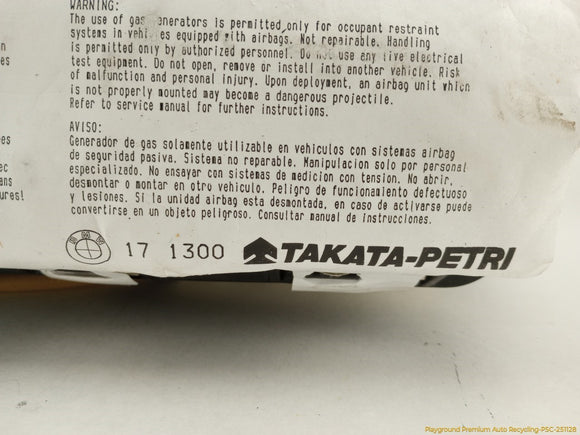 WARNING:
The use of gas generators is permitted only for occupant restraint
systems in vehicles equipped with airbags. Not repairable. Handling
is permitted only by authorized personnel. Do not use any live electrical
test equipment. Do not open, remove or install into another vehicle. Risk
of malfunction and personal injury. Upon deployment, an airbag unit which
is not properly mounted may become a dangerous projectile.
Refer to service manual for further instructions.
AVISO:
Generador de gas solamente utilizable en vehiculos con sistemas airbag
de seguridad pasiva. Sistema no reparable. Manipulacion solo por personal
especializado. No ensayar con sistemas de medicion con tension. No abrir,
desmontar o montar en otro vehiculo. Peligro de funcionamiento defectuoso
y lesiones. Si la unidad airbag esta desmontada, en caso de activarse puede
convertirse en un objeto peligroso. Consultar manual de instrucciones.
BMW 17 1300 TAKATA-PETRI
Playground Premium Auto Recycling-PSC-251128